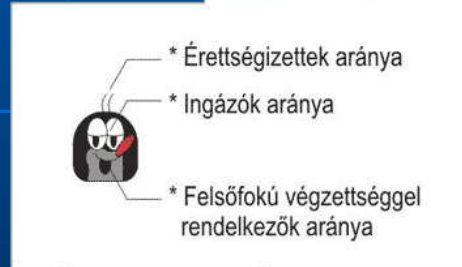 * Érettségizettek aránya
* Ingázók aránya
* Felsőfokú végzettséggel
rendelkezők aránya